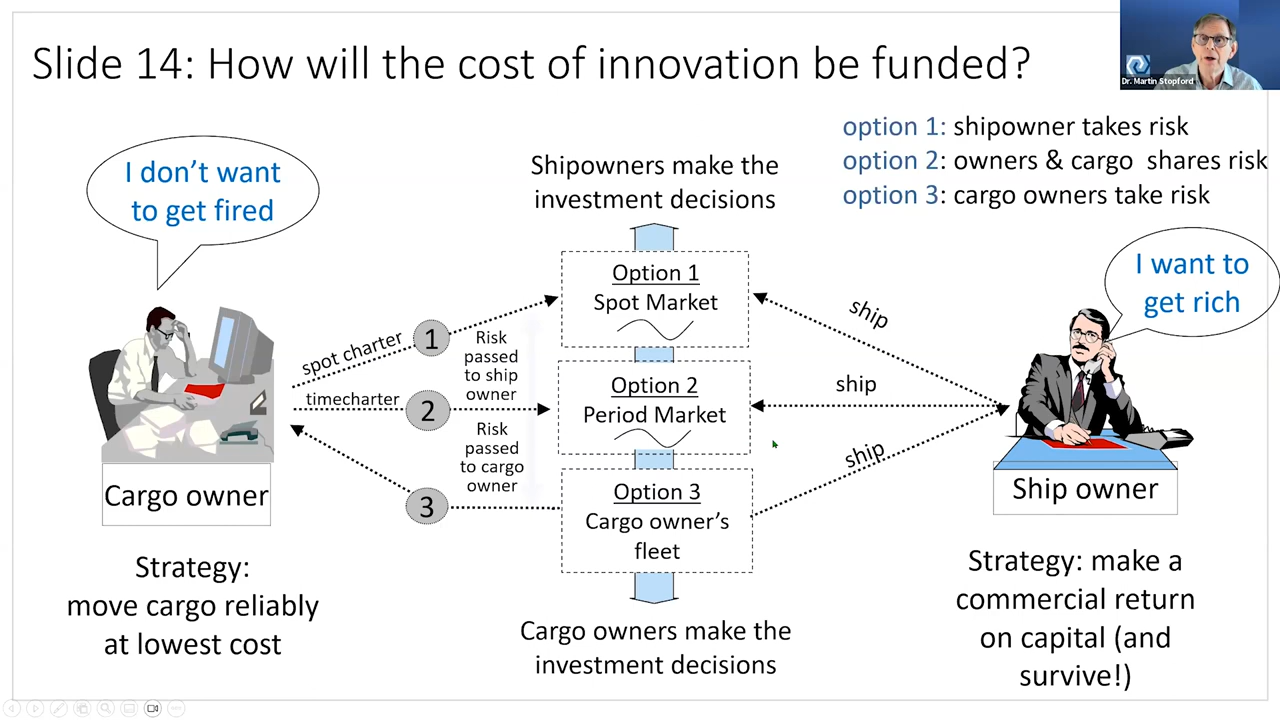 Slide 14: How will the cost of innovation be funded?
Dr. Martin Stopford
option 1: shipowner takes risk
option 2: owners & cargo shares risk
option 3: cargo owners take risk
I don't want
to get fired
Shipowners make the
investment decisions
I want to
get rich
Option 1
Spot Market
spot charter
1
Risk
passed
to ship
owner
ship
timecharter
2
Option 2
Period Market
ship
Risk
passed
to cargo
owner
ship
3
Option 3
Cargo owner's
fleet
Cargo owner
Ship owner
Strategy:
move cargo reliably
at lowest cost
Cargo owners make the
investment decisions
Strategy: make a
commercial return
on capital (and
survive!)